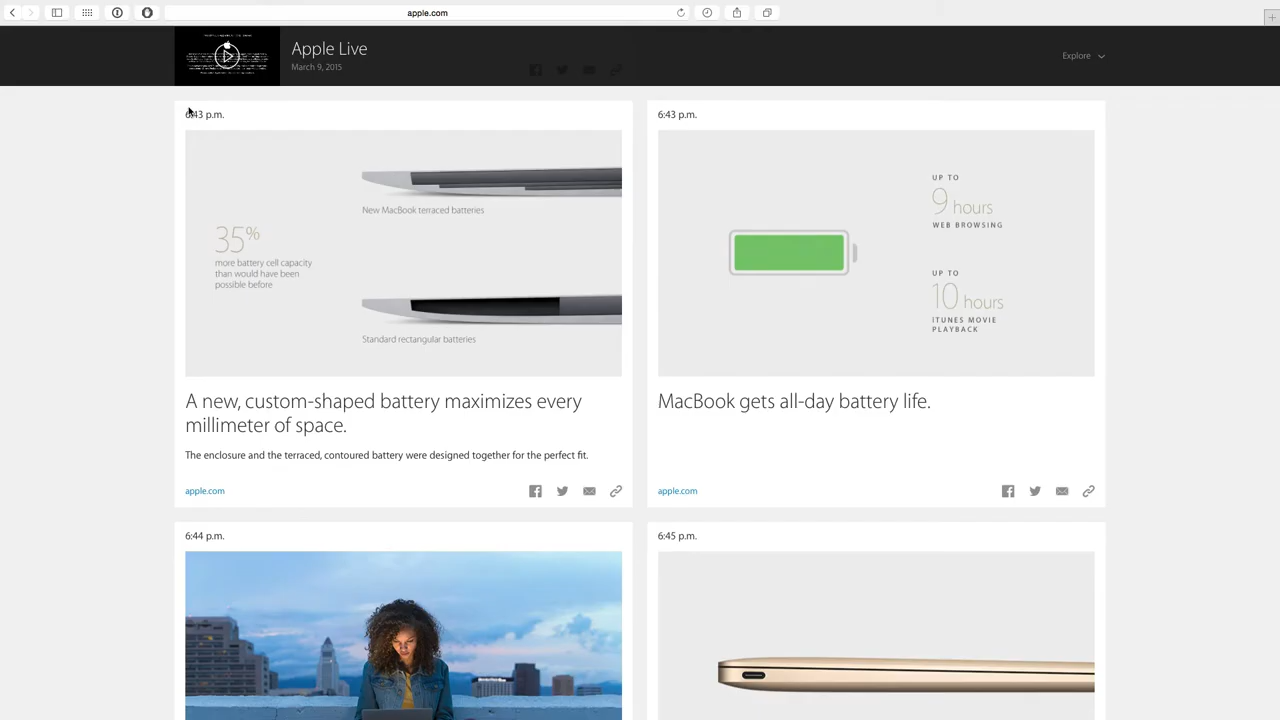 apple.com
Apple Live
March 9, 2015
Explore
6:43 p.m.
New MacBook terraced batteries
35%
more battery cell capacity
than would have been
possible before
Standard rectangular batteries
A new, custom-shaped battery maximizes every
millimeter of space.
The enclosure and the terraced, contoured battery were designed together for the perfect fit.
apple.com
6:43 p.m.
UP TO
9 hours
WEB BROWSING
UP TO
10 hours
iTUNES MOVIE
PLAYBACK
MacBook gets all-day battery life.
apple.com
6:44 p.m.
6:45 p.m.